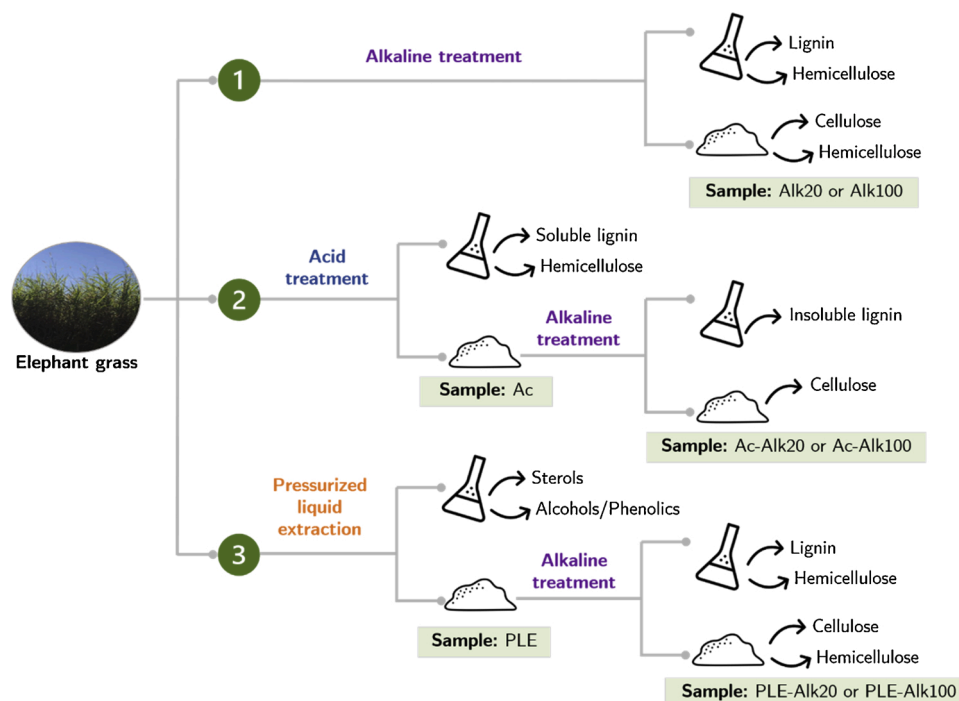 Alkaline treatment
1
Lignin
Hemicellulose
Cellulose
Hemicellulose
Sample: Alk20 or Alk100
Elephant grass
2
Acid
treatment
Soluble lignin
Hemicellulose
Sample: Ac
Alkaline
treatment
Insoluble lignin
Cellulose
Sample: Ac-Alk20 or Ac-Alk100
3
Pressurized
liquid
extraction
Sterols
Alcohols/Phenolics
Sample: PLE
Alkaline
treatment
Lignin
Hemicellulose
Cellulose
Hemicellulose
Sample: PLE-Alk20 or PLE-Alk100